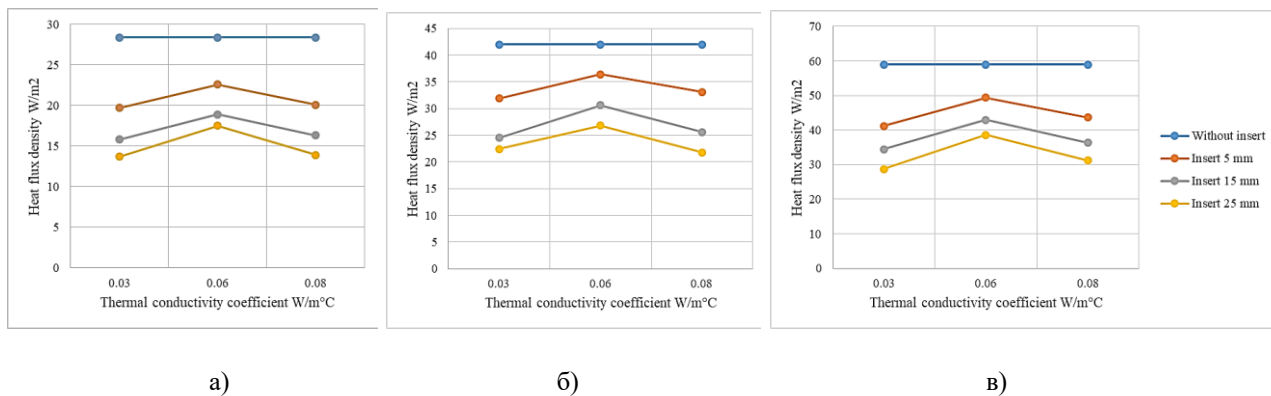 30
25
20
15
10
5
0
Heat flux density W/m2
0.03 0.06 0.08
Thermal conductivity coefficient W/m°C
45
40
35
30
25
20
15
10
5
0
Heat flux density W/m2
0.03 0.06 0.08
Thermal conductivity coefficient W/m°C
70
60
50
40
30
20
10
0
Heat flux density W/m2
0.03 0.06 0.08
Thermal conductivity coefficient W/m°C
Without insert
Insert 5 mm
Insert 15 mm
Insert 25 mm
а) б) в)